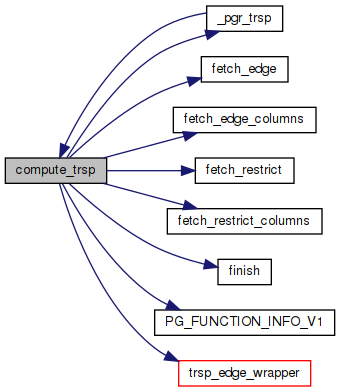 _pgr_trsp
fetch_edge
fetch_edge_columns
compute_trsp
fetch_restrict
fetch_restrict_columns
finish
PG_FUNCTION_INFO_V1
trsp_edge_wrapper